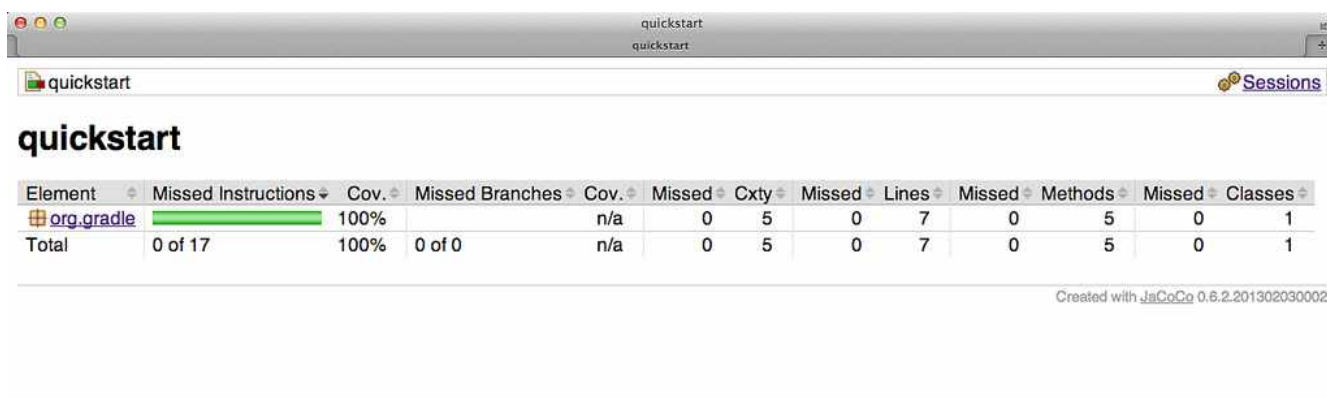 quickstart
quickstart
quickstart
Sessions
quickstart
Element Missed Instructions Cov. Missed Branches Cov. Missed Cxty Missed Lines Missed Methods Missed Classes
org.gradle 100% n/a 0 5 0 7 0 5 0 1
Total 0 of 17 100% 0 of 0 n/a 0 5 0 7 0 5 0 1
Created with JaCoCo 0.6.2.201302030002